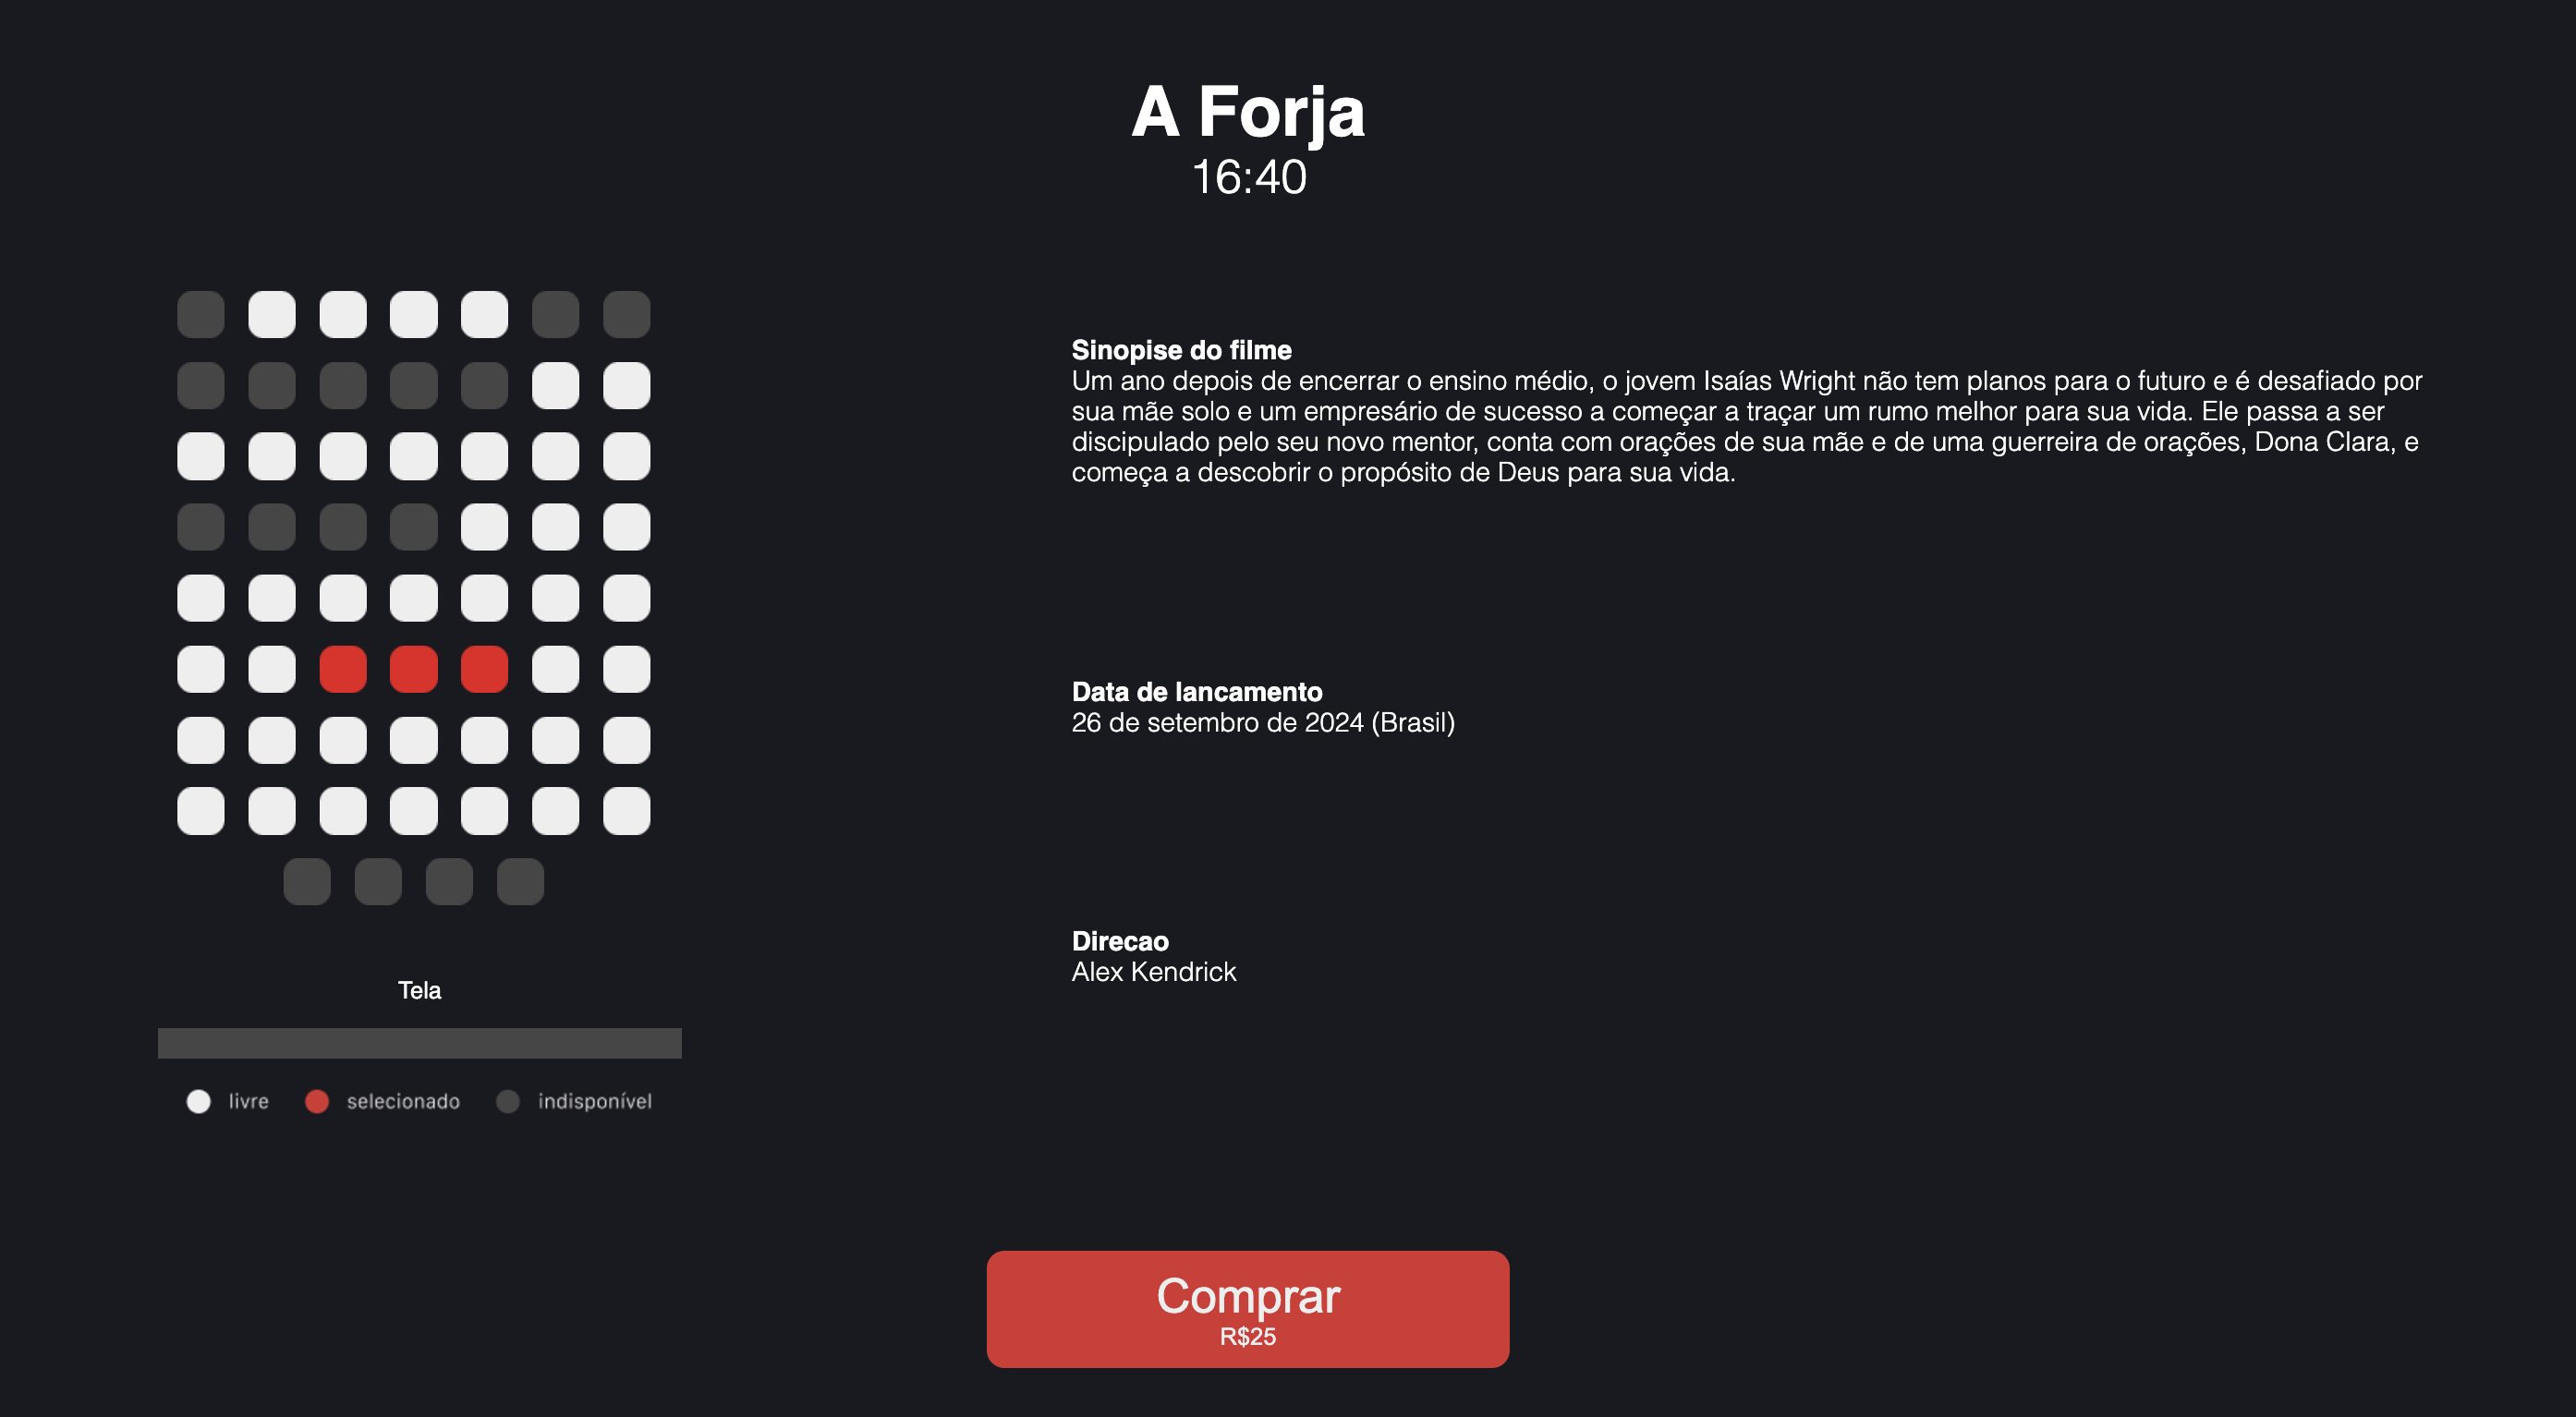 A Forja
16:40
Sinopise do filme
Um ano depois de encerrar o ensino médio, o jovem Isaías Wright não tem planos para o futuro e é desafiado por
sua mãe solo e um empresário de sucesso a começar a traçar um rumo melhor para sua vida. Ele passa a ser
discipulado pelo seu novo mentor, conta com orações de sua mãe e de uma guerreira de orações, Dona Clara, e
começa a descobrir o propósito de Deus para sua vida.
Data de lancamento
26 de setembro de 2024 (Brasil)
Direcao
Alex Kendrick
Tela
livre selecionado indisponível
Comprar
R$25